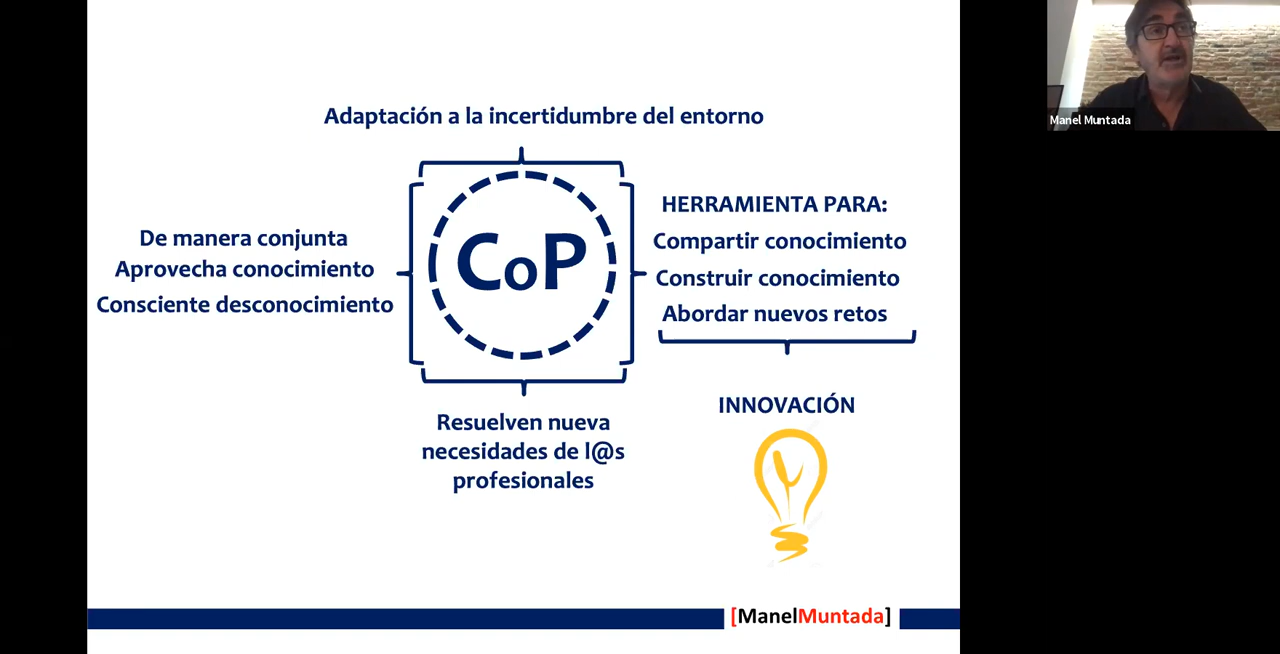 Adaptación a la incertidumbre del entorno
De manera conjunta
Aprovecha conocimiento
Consciente desconocimiento
CoP
HERRAMIENTA PARA:
Compartir conocimiento
Construir conocimiento
Abordar nuevos retos
Resuelven nueva
necesidades de l@s
profesionales
INNOVACIÓN
[ManelMuntada]
Manel Muntada